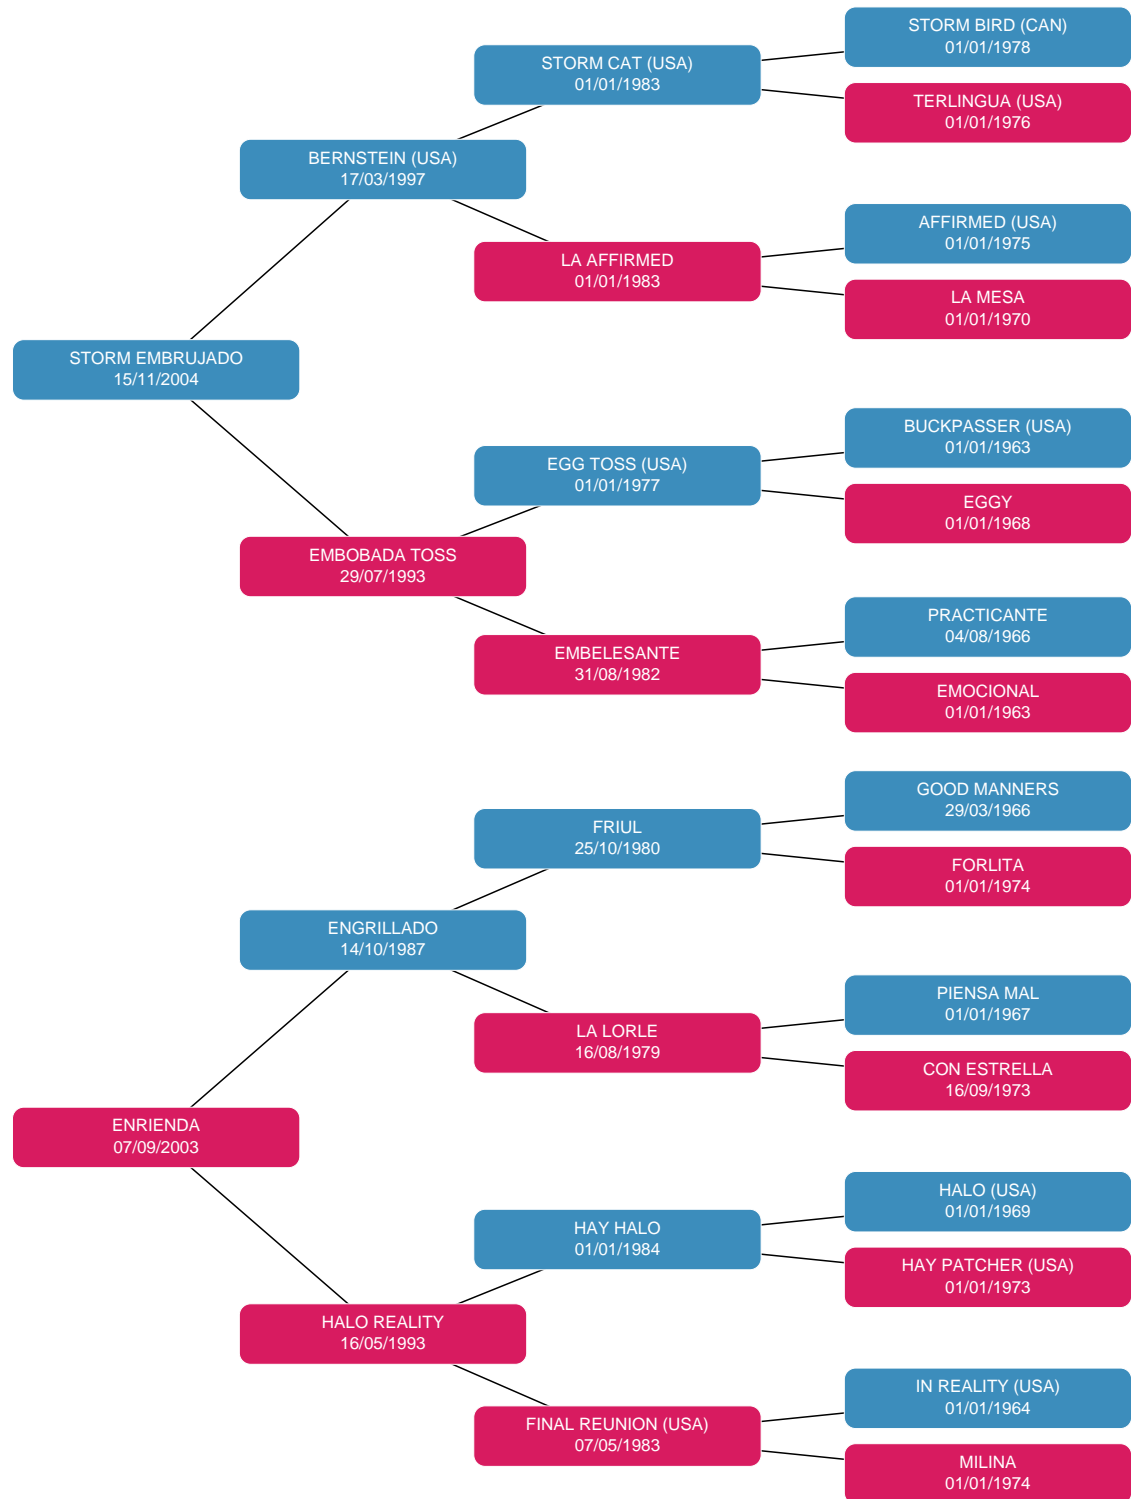 STORM BIRD (CAN)
01/01/1978
STORM CAT (USA)
01/01/1983
TERLINGUA (USA)
01/01/1976
BERNSTEIN (USA)
17/03/1997
AFFIRMED (USA)
01/01/1975
LA AFFIRMED
01/01/1983
LA MESA
01/01/1970
STORM EMBRUJADO
15/11/2004
BUCKPASSER (USA)
01/01/1963
EGG TOSS (USA)
01/01/1977
EGGY
01/01/1968
EMBOBADA TOSS
29/07/1993
PRACTICANTE
04/08/1966
EMBELESANTE
31/08/1982
EMOCIONAL
01/01/1963
GOOD MANNERS
29/03/1966
FRIUL
25/10/1980
FORLITA
01/01/1974
ENGRILLADO
14/10/1987
PIENSA MAL
01/01/1967
LA LORLE
16/08/1979
CON ESTRELLA
16/09/1973
ENRIENDA
07/09/2003
HALO (USA)
01/01/1969
HAY HALO
01/01/1984
HAY PATCHER (USA)
01/01/1973
HALO REALITY
16/05/1993
IN REALITY (USA)
01/01/1964
FINAL REUNION (USA)
07/05/1983
MILINA
01/01/1974